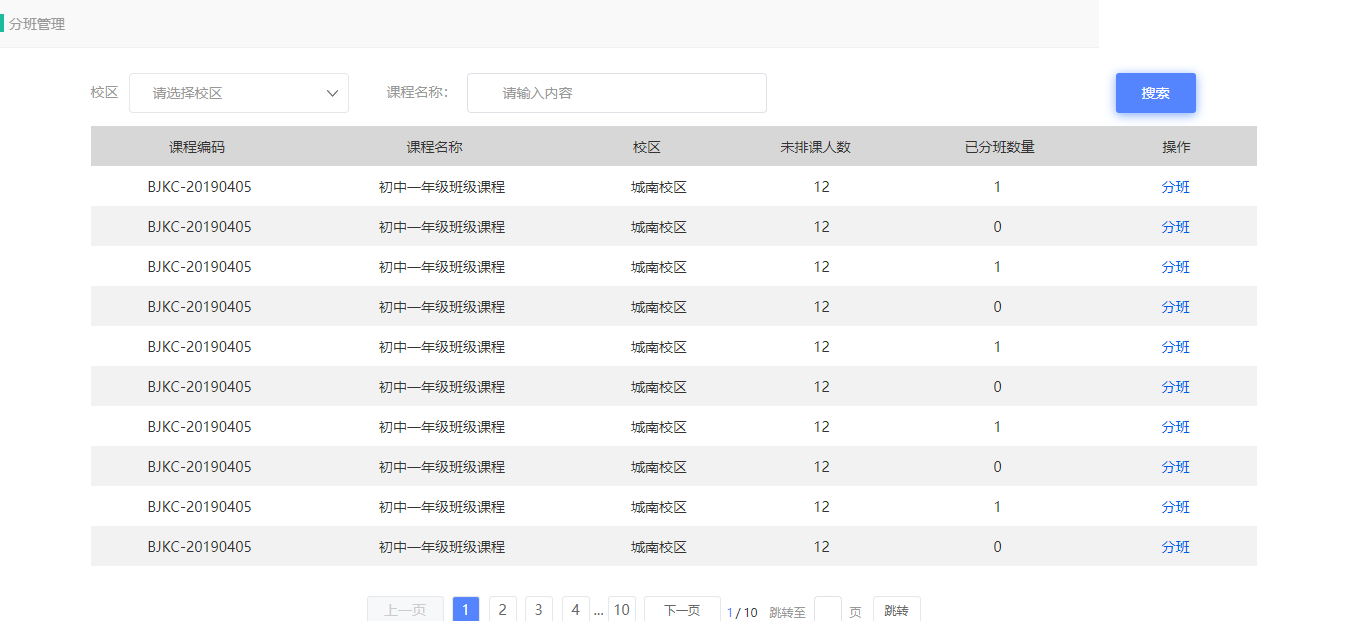 分班管理
校区 请选择校区 课程名称： 请输入内容 搜索
课程编码 课程名称 校区 未排课人数 已分班数量 操作
BJKC-20190405 初中一年级班级课程 城南校区 12 1 分班
BJKC-20190405 初中一年级班级课程 城南校区 12 0 分班
BJKC-20190405 初中一年级班级课程 城南校区 12 1 分班
BJKC-20190405 初中一年级班级课程 城南校区 12 0 分班
BJKC-20190405 初中一年级班级课程 城南校区 12 1 分班
BJKC-20190405 初中一年级班级课程 城南校区 12 0 分班
BJKC-20190405 初中一年级班级课程 城南校区 12 1 分班
BJKC-20190405 初中一年级班级课程 城南校区 12 0 分班
BJKC-20190405 初中一年级班级课程 城南校区 12 1 分班
BJKC-20190405 初中一年级班级课程 城南校区 12 0 分班
上一页 1 2 3 4 ... 10 下一页 1 / 10 跳转至 页 跳转